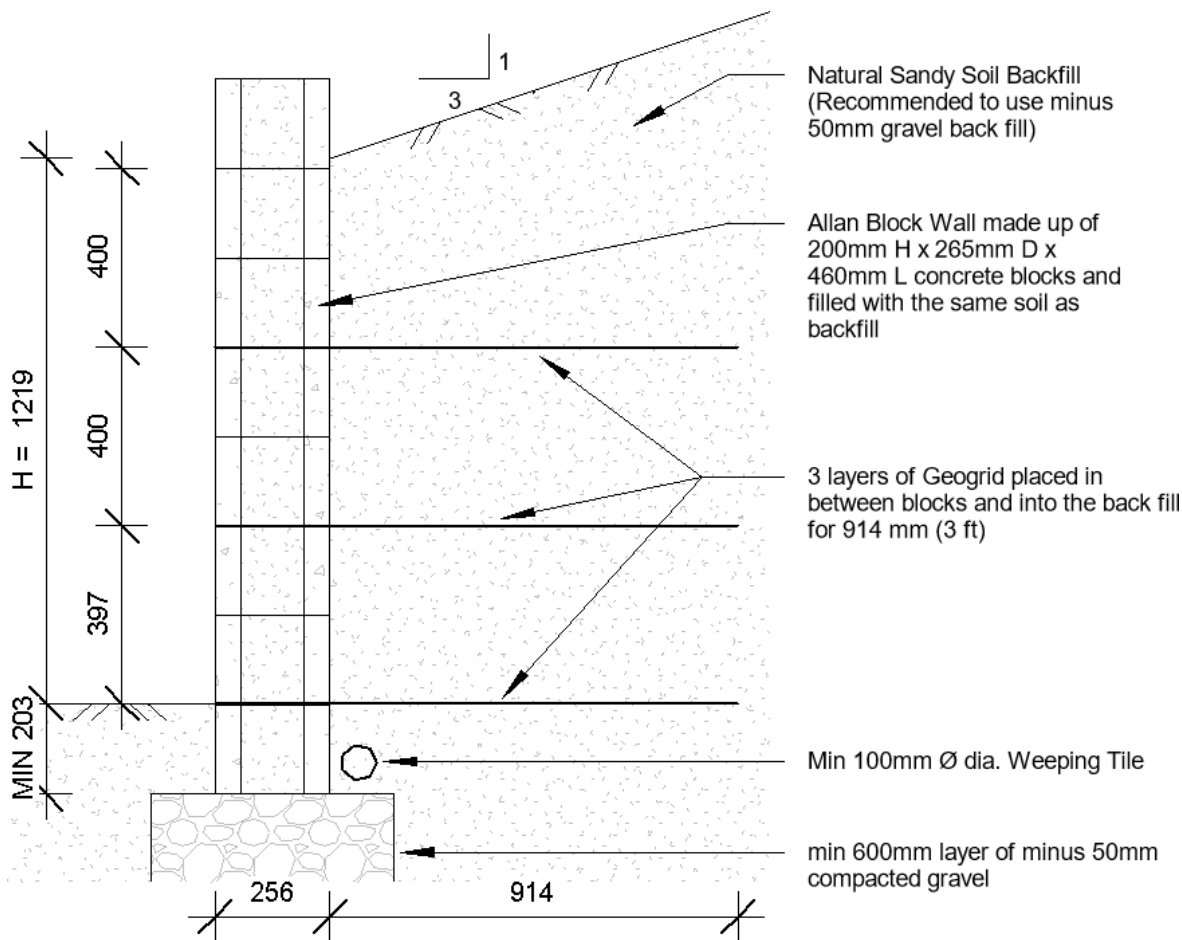 1
3
Natural Sandy Soil Backfill
(Recommended to use minus
50mm gravel back fill)
Allan Block Wall made up of
200mm H x 265mm D x
460mm L concrete blocks and
filled with the same soil as
backfill
400
H = 1219
400
3 layers of Geogrid placed in
between blocks and into the back fill
for 914 mm (3 ft)
397
MIN 203
Min 100mm Ø dia. Weeping Tile
min 600mm layer of minus 50mm
compacted gravel
256
914